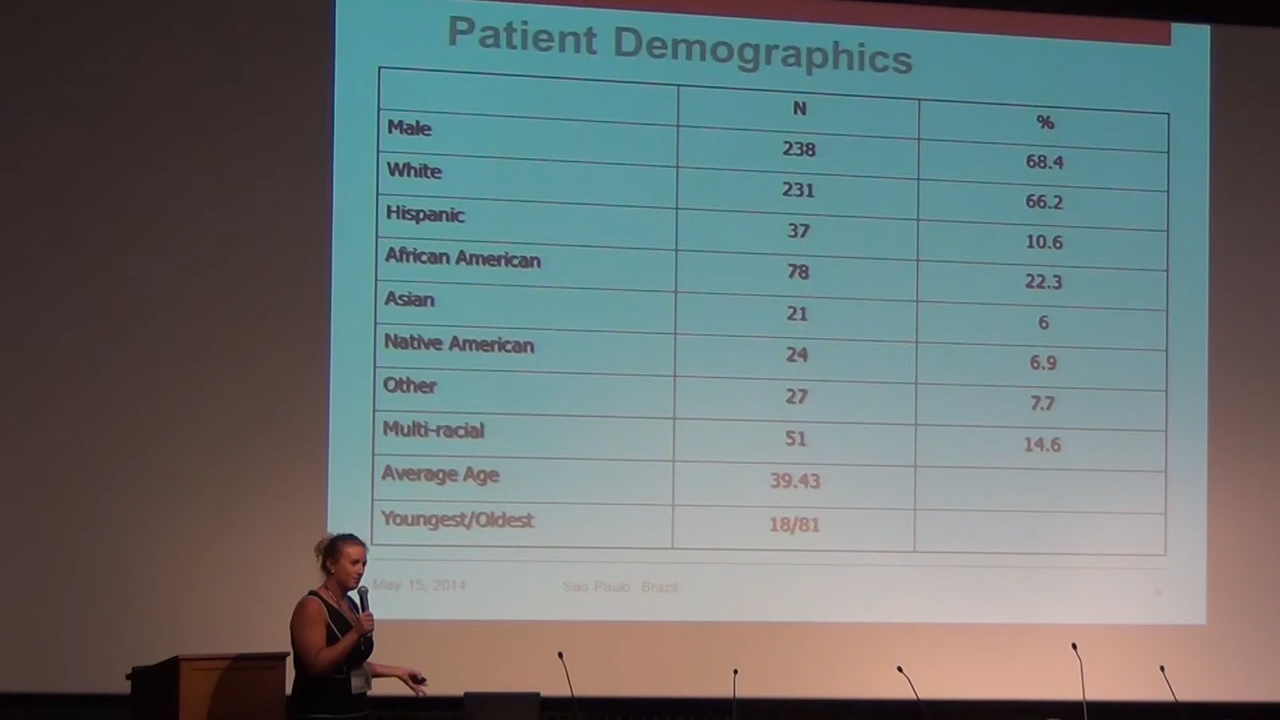 Patient Demographics
N %
Male 238 68.4
White 231 66.2
Hispanic 37 10.6
African American 78 22.3
Asian 21 6
Native American 24 6.9
Other 27 7.7
Multi-racial 51 14.6
Average Age 39.43
Youngest/Oldest 18/81
May 15, 2014 Sao Paulo, Brazil